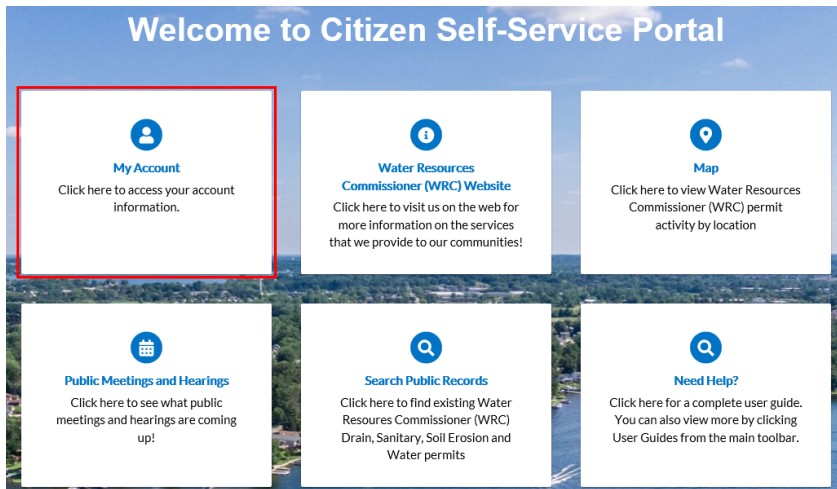 Welcome to Citizen Self-Service Portal
My Account
Click here to access your account
information.
Water Resources
Commissioner (WRC) Website
Click here to visit us on the web for
more information on the services
that we provide to our communities!
Map
Click here to view Water Resources
Commissioner (WRC) permit
activity by location
Public Meetings and Hearings
Click here to see what public
meetings and hearings are coming
up!
Search Public Records
Click here to find existing Water
Resoures Commissioner (WRC)
Drain, Sanitary, Soil Erosion and
Water permits
Need Help?
Click here for a complete user guide.
You can also view more by clicking
User Guides from the main toolbar.